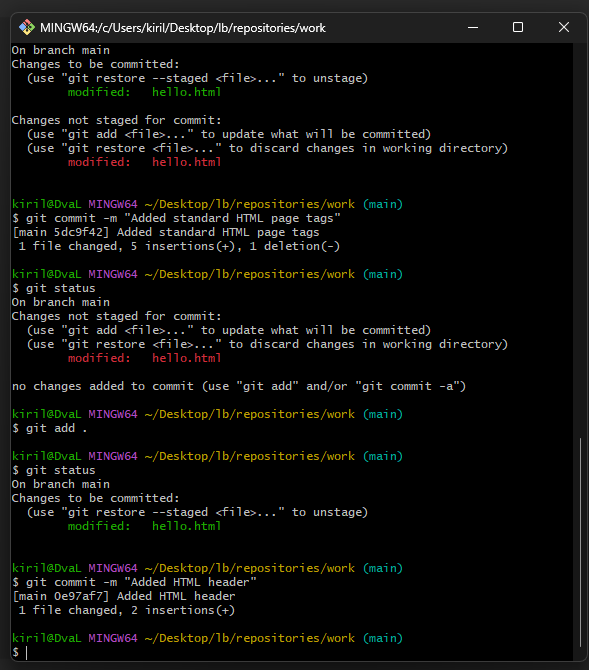 MINGW64:/c/Users/kiril/Desktop/lb/repositories/work
On branch main
Changes to be committed:
  (use "git restore --staged <file>..." to unstage)
        modified:   hello.html

Changes not staged for commit:
  (use "git add <file>..." to update what will be committed)
  (use "git restore <file>..." to discard changes in working directory)
        modified:   hello.html

kiril@DvaL MINGW64 ~/Desktop/lb/repositories/work (main)
$ git commit -m "Added standard HTML page tags"
[main 5dc9f42] Added standard HTML page tags
 1 file changed, 5 insertions(+), 1 deletion(-)

kiril@DvaL MINGW64 ~/Desktop/lb/repositories/work (main)
$ git status
On branch main
Changes not staged for commit:
  (use "git add <file>..." to update what will be committed)
  (use "git restore <file>..." to discard changes in working directory)
        modified:   hello.html

no changes added to commit (use "git add" and/or "git commit -a")

kiril@DvaL MINGW64 ~/Desktop/lb/repositories/work (main)
$ git add .

kiril@DvaL MINGW64 ~/Desktop/lb/repositories/work (main)
$ git status
On branch main
Changes to be committed:
  (use "git restore --staged <file>..." to unstage)
        modified:   hello.html

kiril@DvaL MINGW64 ~/Desktop/lb/repositories/work (main)
$ git commit -m "Added HTML header"
[main 0e97af7] Added HTML header
 1 file changed, 2 insertions(+)

kiril@DvaL MINGW64 ~/Desktop/lb/repositories/work (main)
$